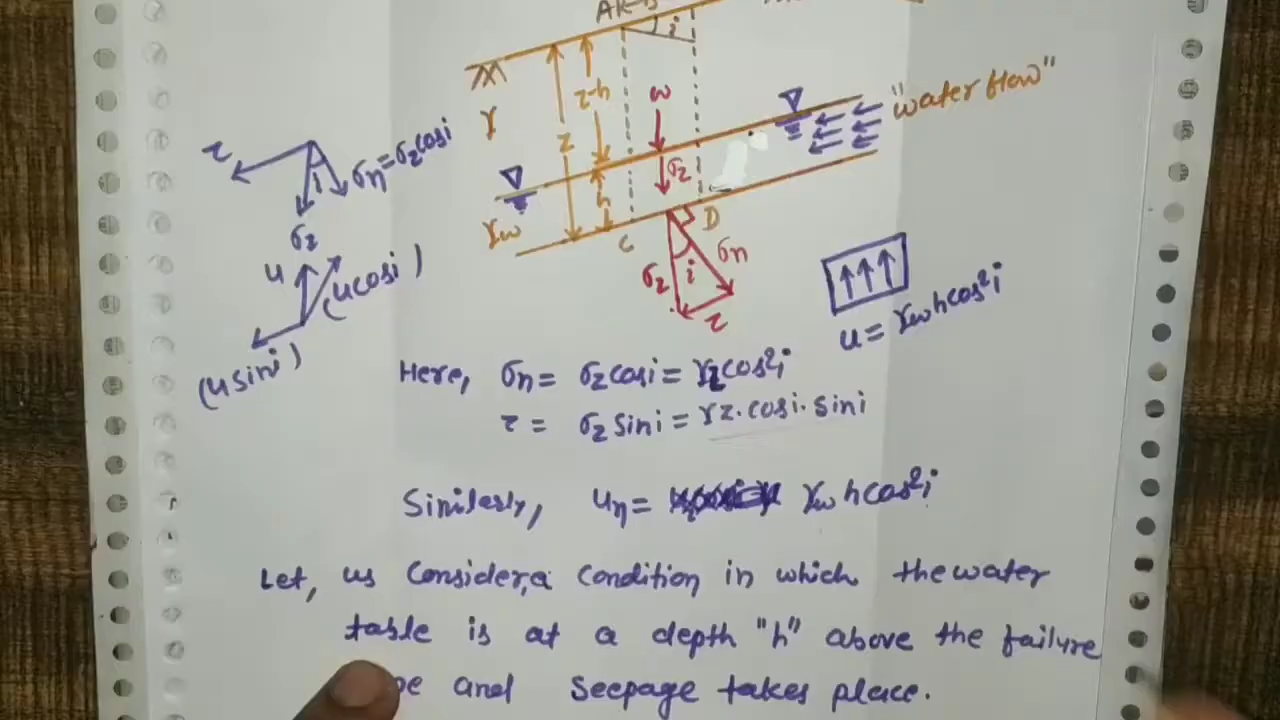 i
z-h
γ
z
w
"water flow"
τ
σn=σz cosi
i
σz
h
σz
γw
C
D
u
(u cosi)
(u sini)
σz
i
σn
τ
u= γw h cos²i
Here, σn= σz cosi= γz cos²i
τ = σz sini= γz.cosi.sini
Similerly, un= γw h cos²i
Let, us Consider,a Condition in which the water
table is at a depth "h" above the failure
and Seepage takes place.